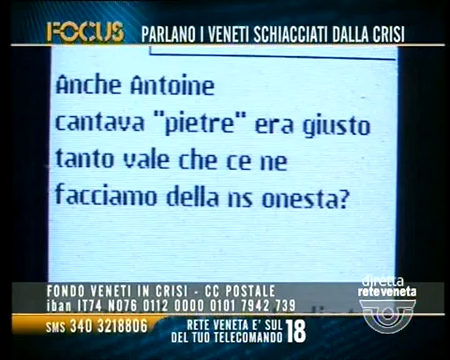 FOCUS PARLANO I VENETI SCHIACCIATI DALLA CRISI
Anche Antoine
cantava "pietre" era giusto
tanto vale che ce ne
facciamo della ns onesta?
FONDO VENETI IN CRISI - CC POSTALE
iban IT74 N076 0112 0000 0101 7942 739
diretta
reteveneta
SMS 340 3218806
RETE VENETA E' SUL
DEL TUO TELECOMANDO 18